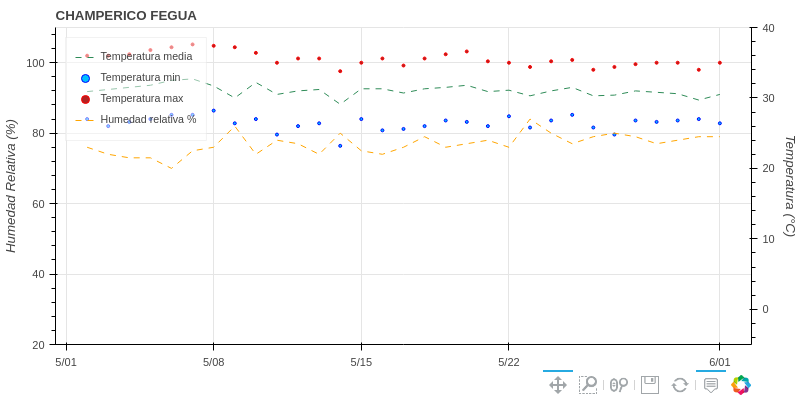 CHAMPERICO FEGUA
Temperatura media
Temperatura min
Temperatura max
Humedad relativa %
Humedad Relativa (%)
100
80
60
40
20
Temperatura (°C)
40
30
20
10
0
5/01
5/08
5/15
5/22
6/01